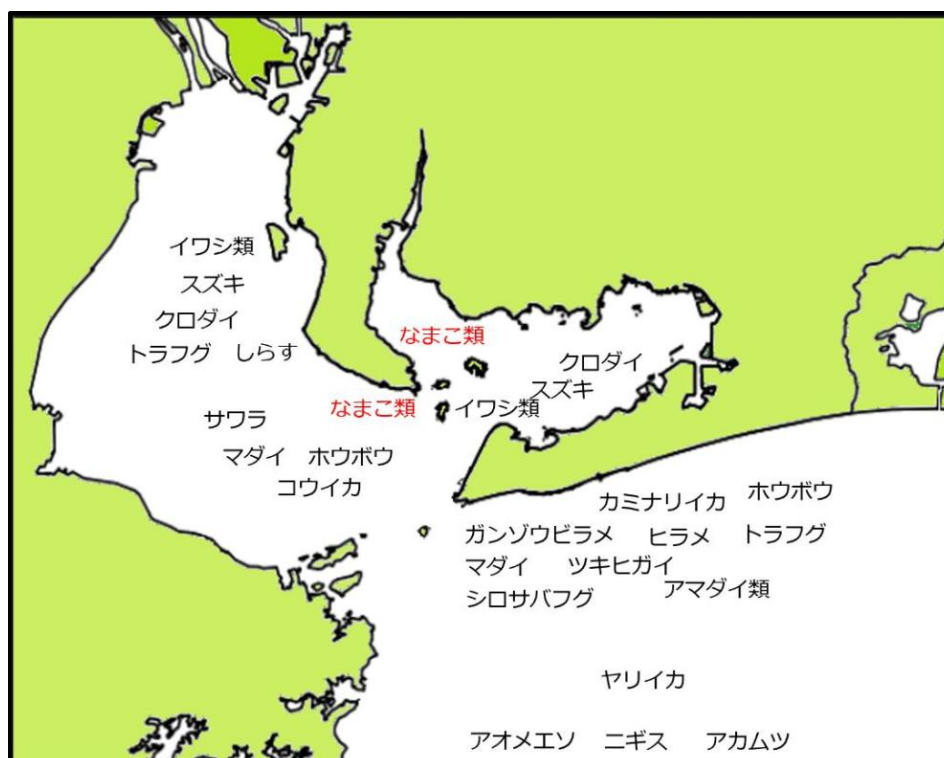 イワシ類
スズキ
クロダイ
トラフグ しらす
なまこ類
クロダイ
スズキ
サワラ なまこ類 イワシ類
マダイ ホウボウ
コウイカ
カミナリイカ ホウボウ
ガンゾウビラメ ヒラメ トラフグ
マダイ ツキヒガイ
シロサバフグ アマダイ類
ヤリイカ
アオメエソ ニギス アカムツ